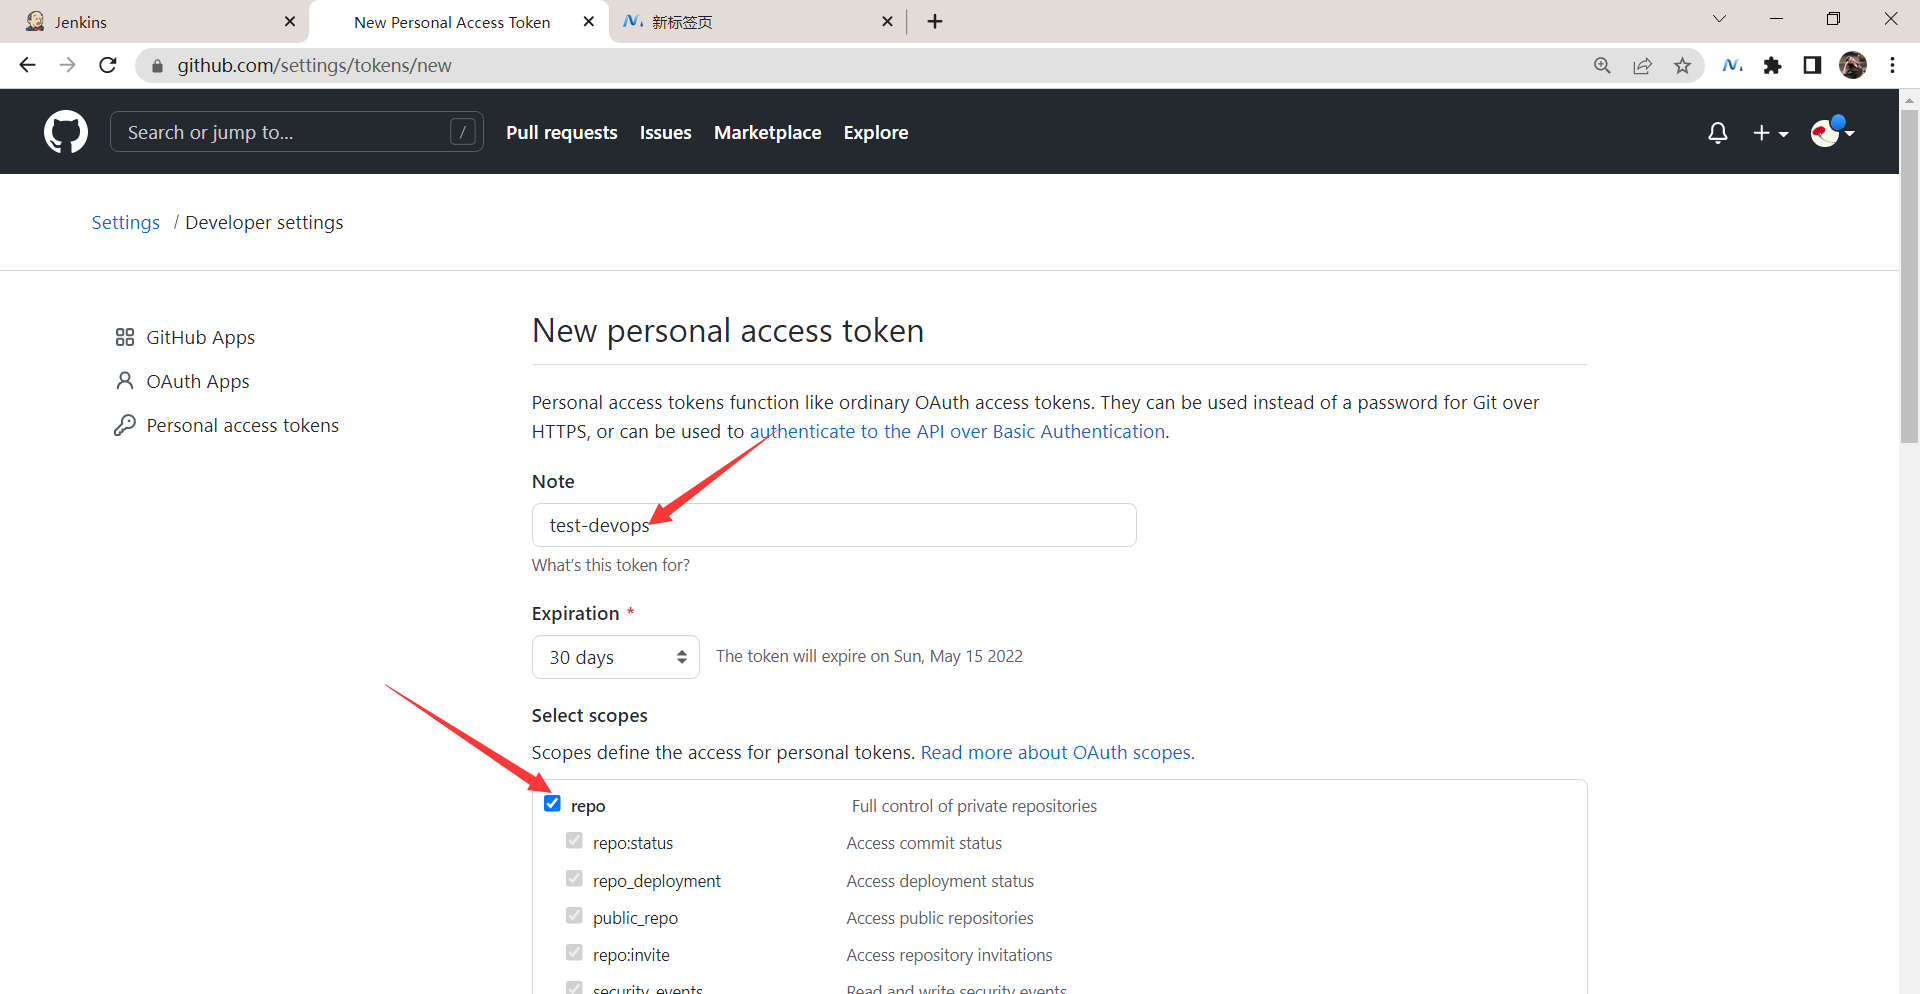 Jenkins
New Personal Access Token
新标签页
github.com/settings/tokens/new
Search or jump to...
/
Pull requests
Issues
Marketplace
Explore
Settings / Developer settings
GitHub Apps
OAuth Apps
Personal access tokens
New personal access token
Personal access tokens function like ordinary OAuth access tokens. They can be used instead of a password for Git over
HTTPS, or can be used to authenticate to the API over Basic Authentication.
Note
test-devops
What's this token for?
Expiration *
30 days
The token will expire on Sun, May 15 2022
Select scopes
Scopes define the access for personal tokens. Read more about OAuth scopes.
repo
Full control of private repositories
repo:status
Access commit status
repo_deployment
Access deployment status
public_repo
Access public repositories
repo:invite
Access repository invitations
security_events
Read and write security events